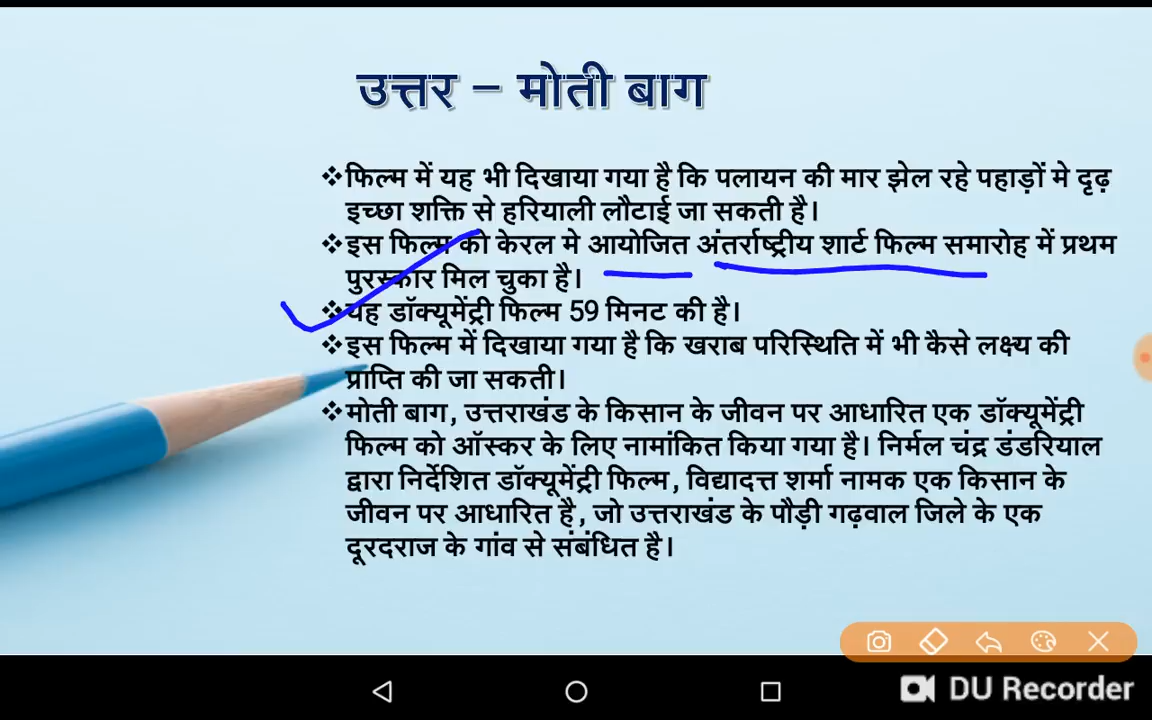 उत्तर – मोती बाग
❖फिल्म में यह भी दिखाया गया है कि पलायन की मार झेल रहे पहाड़ों मे दृढ़
इच्छा शक्ति से हरियाली लौटाई जा सकती है।
❖इस फिल्म को केरल मे आयोजित अंतर्राष्ट्रीय शार्ट फिल्म समारोह में प्रथम
पुरस्कार मिल चुका है।
❖यह डॉक्यूमेंट्री फिल्म 59 मिनट की है।
❖इस फिल्म में दिखाया गया है कि खराब परिस्थिति में भी कैसे लक्ष्य की
प्राप्ति की जा सकती।
❖मोती बाग, उत्तराखंड के किसान के जीवन पर आधारित एक डॉक्यूमेंट्री
फिल्म को ऑस्कर के लिए नामांकित किया गया है। निर्मल चंद्र डंडरियाल
द्वारा निर्देशित डॉक्यूमेंट्री फिल्म, विद्यादत्त शर्मा नामक एक किसान के
जीवन पर आधारित है, जो उत्तराखंड के पौड़ी गढ़वाल जिले के एक
दूरदराज के गांव से संबंधित है।
DU Recorder